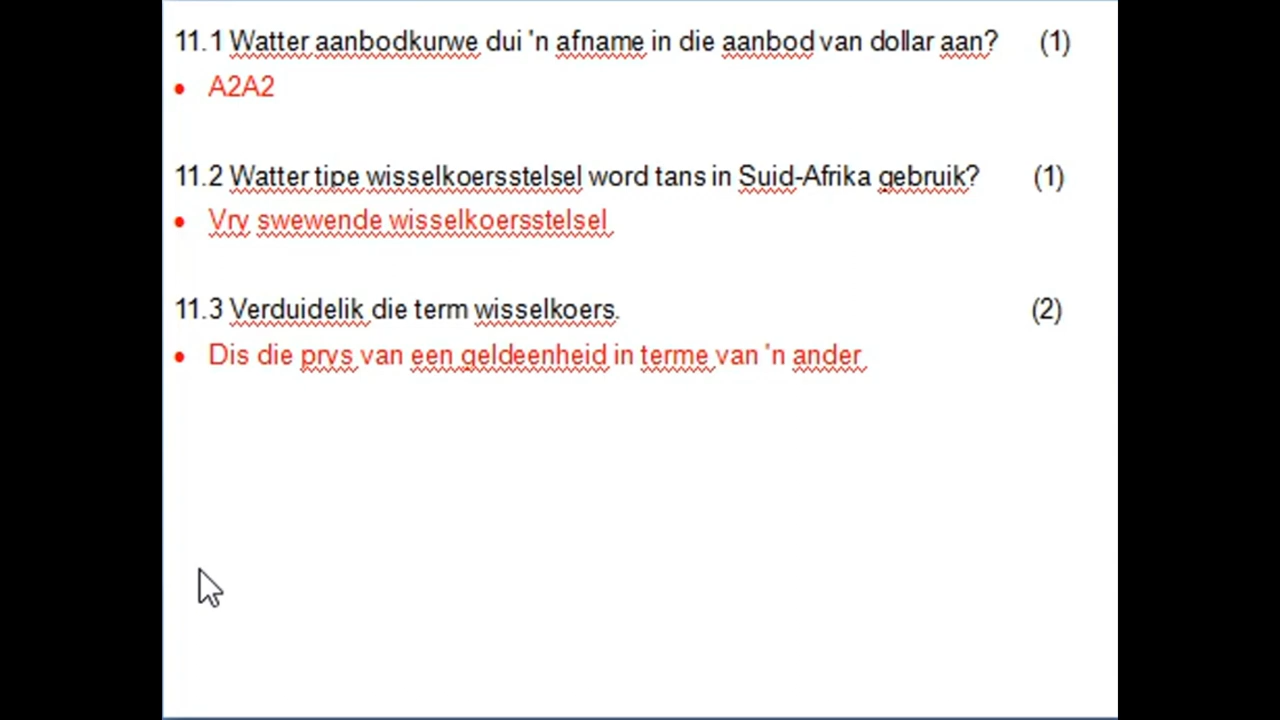 11.1 Watter aanbodkurwe dui 'n afname in die aanbod van dollar aan? (1)
• A2A2
11.2 Watter tipe wisselkoersstelsel word tans in Suid-Afrika gebruik? (1)
• Vry swewende wisselkoersstelsel
11.3 Verduidelik die term wisselkoers. (2)
• Dis die prys van een geldeenheid in terme van 'n ander